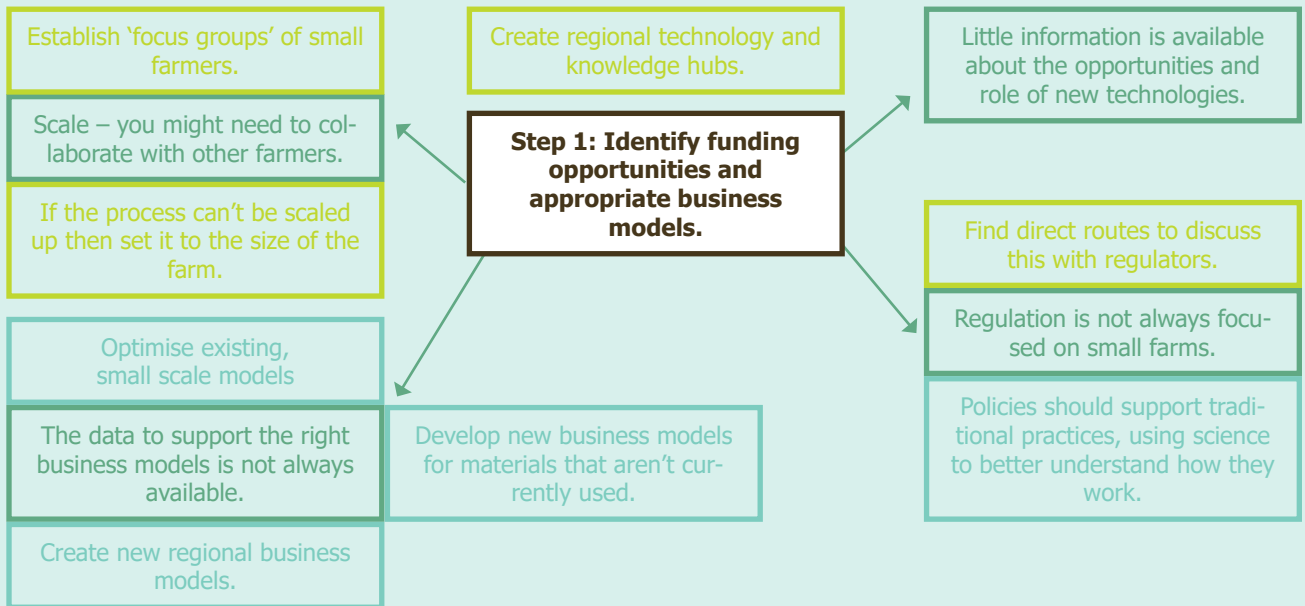 Establish ‘focus groups’ of small
farmers.
Scale – you might need to col-
laborate with other farmers.
If the process can’t be scaled
up then set it to the size of the
farm.
Create regional technology and
knowledge hubs.
Step 1: Identify funding
opportunities and
appropriate business
models.
Little information is available
about the opportunities and
role of new technologies.
Find direct routes to discuss
this with regulators.
Regulation is not always focu-
sed on small farms.
Policies should support tradi-
tional practices, using science
to better understand how they
work.
Optimise existing,
small scale models
The data to support the right
business models is not always
available.
Create new regional business
models.
Develop new business models
for materials that aren’t cur-
rently used.